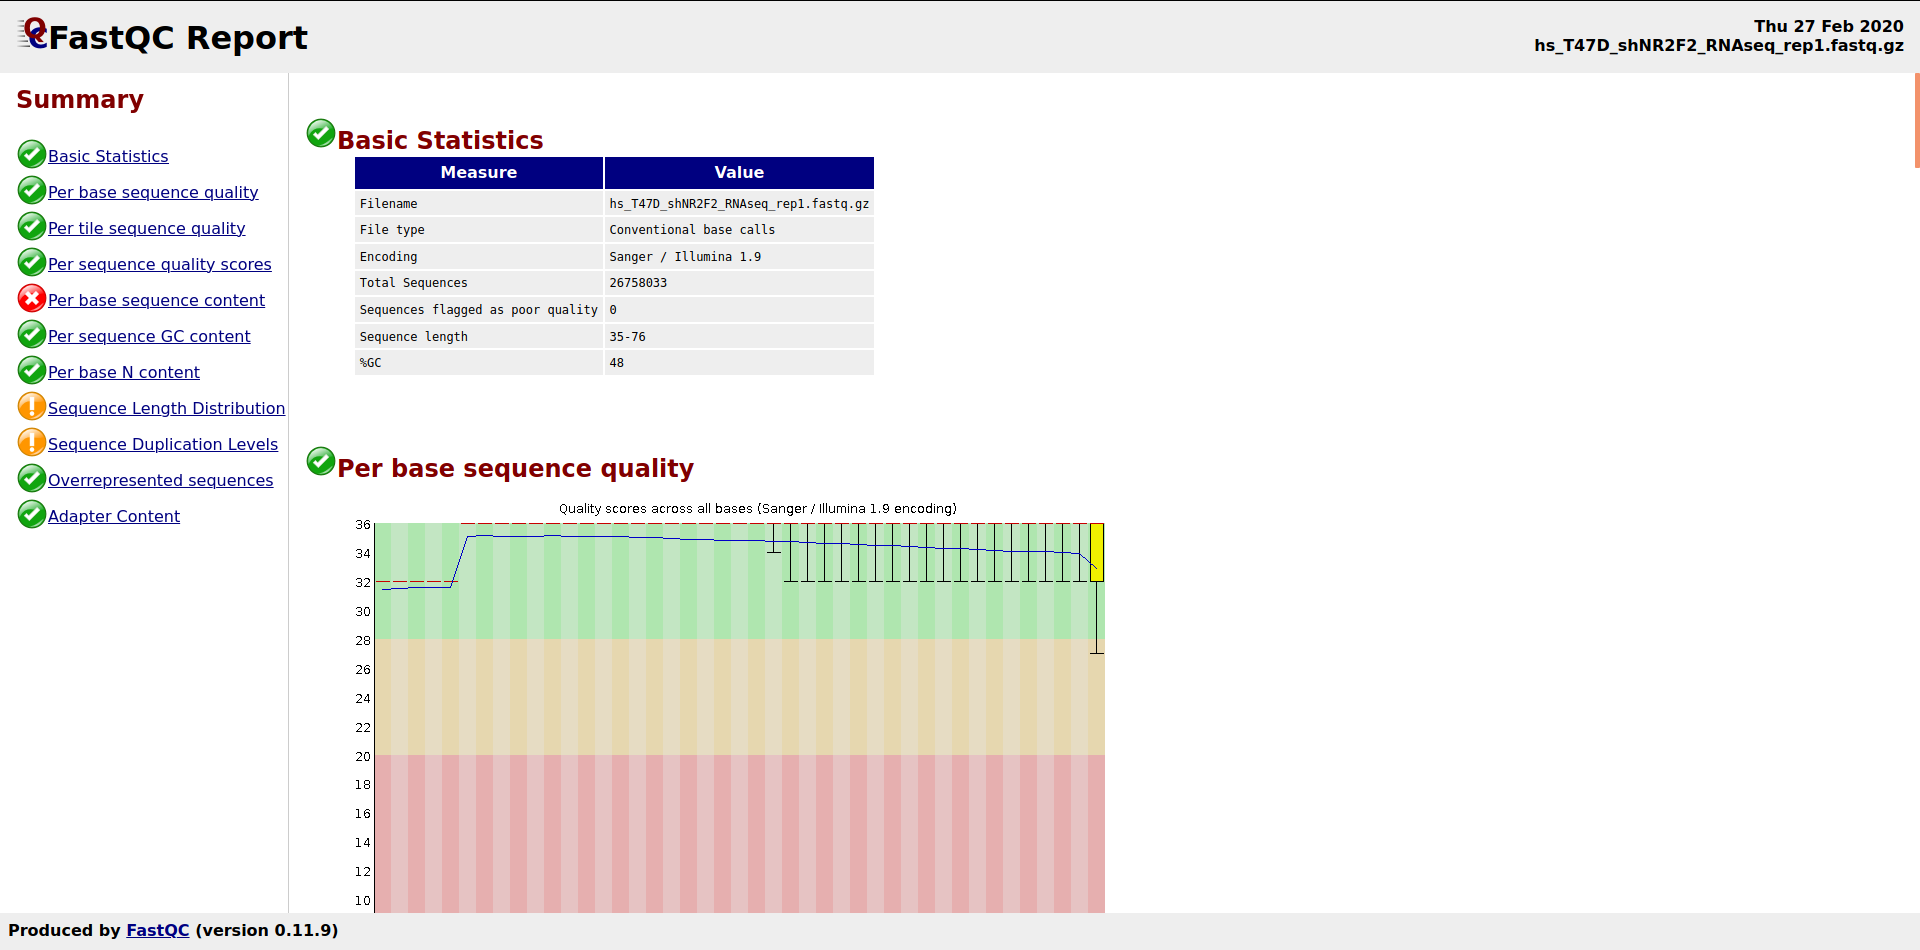 FastQC Report
Thu 27 Feb 2020
hs_T47D_shNR2F2_RNAseq_rep1.fastq.gz
Summary
Basic Statistics
Per base sequence quality
Per tile sequence quality
Per sequence quality scores
Per base sequence content
Per sequence GC content
Per base N content
Sequence Length Distribution
Sequence Duplication Levels
Overrepresented sequences
Adapter Content
Basic Statistics
Measure Value
Filename hs_T47D_shNR2F2_RNAseq_rep1.fastq.gz
File type Conventional base calls
Encoding Sanger / Illumina 1.9
Total Sequences 26758033
Sequences flagged as poor quality 0
Sequence length 35-76
%GC 48
Per base sequence quality
Quality scores across all bases (Sanger / Illumina 1.9 encoding)
36
34
32
30
28
26
24
22
20
18
16
14
12
10
Produced by FastQC (version 0.11.9)